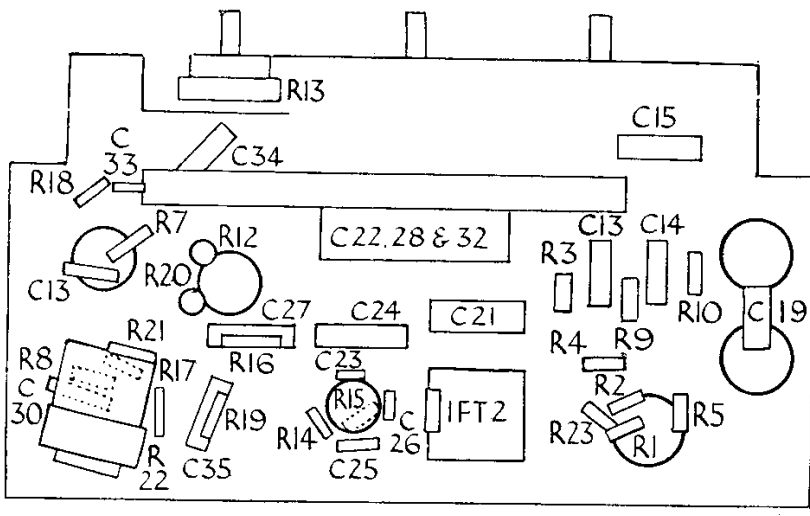 R13
C15
C
33
C34
R18
R7
R12
C22.28 & 32
C13
C14
R3
R20
C13
C27
C24
C21
R10
C 19
R21
R16
R4
R9
R8
R17
C23
R2
C
30
R19
R15
C
26
IFT2
R5
R14
R23
R1
R
22
C35
C25